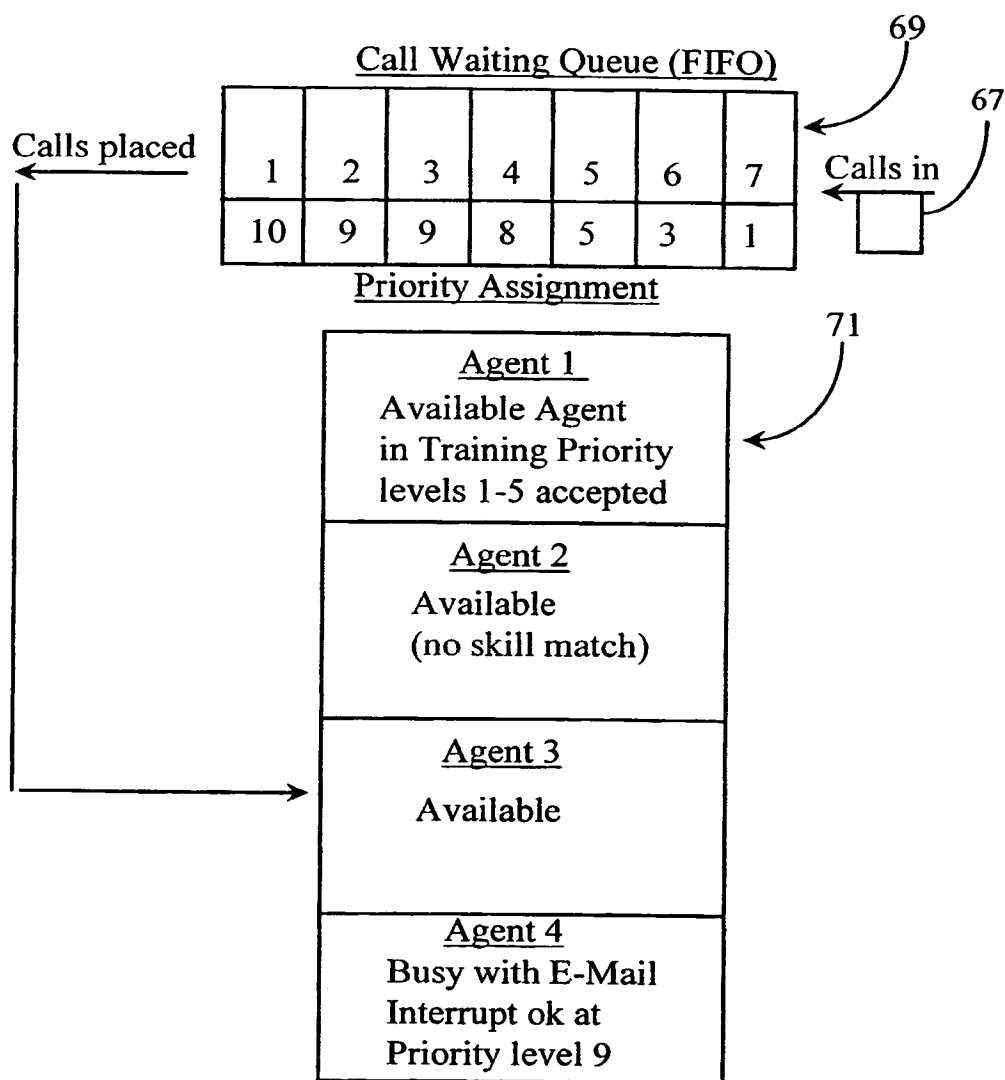 69
Call Waiting Queue (FIFO)
67
Calls placed
Calls in
1 2 3 4 5 6 7
10 9 9 8 5 3 1
Priority Assignment
71
Agent 1
Available Agent
in Training Priority
levels 1-5 accepted
Agent 2
Available
(no skill match)
Agent 3
Available
Agent 4
Busy with E-Mail
Interrupt ok at
Priority level 9